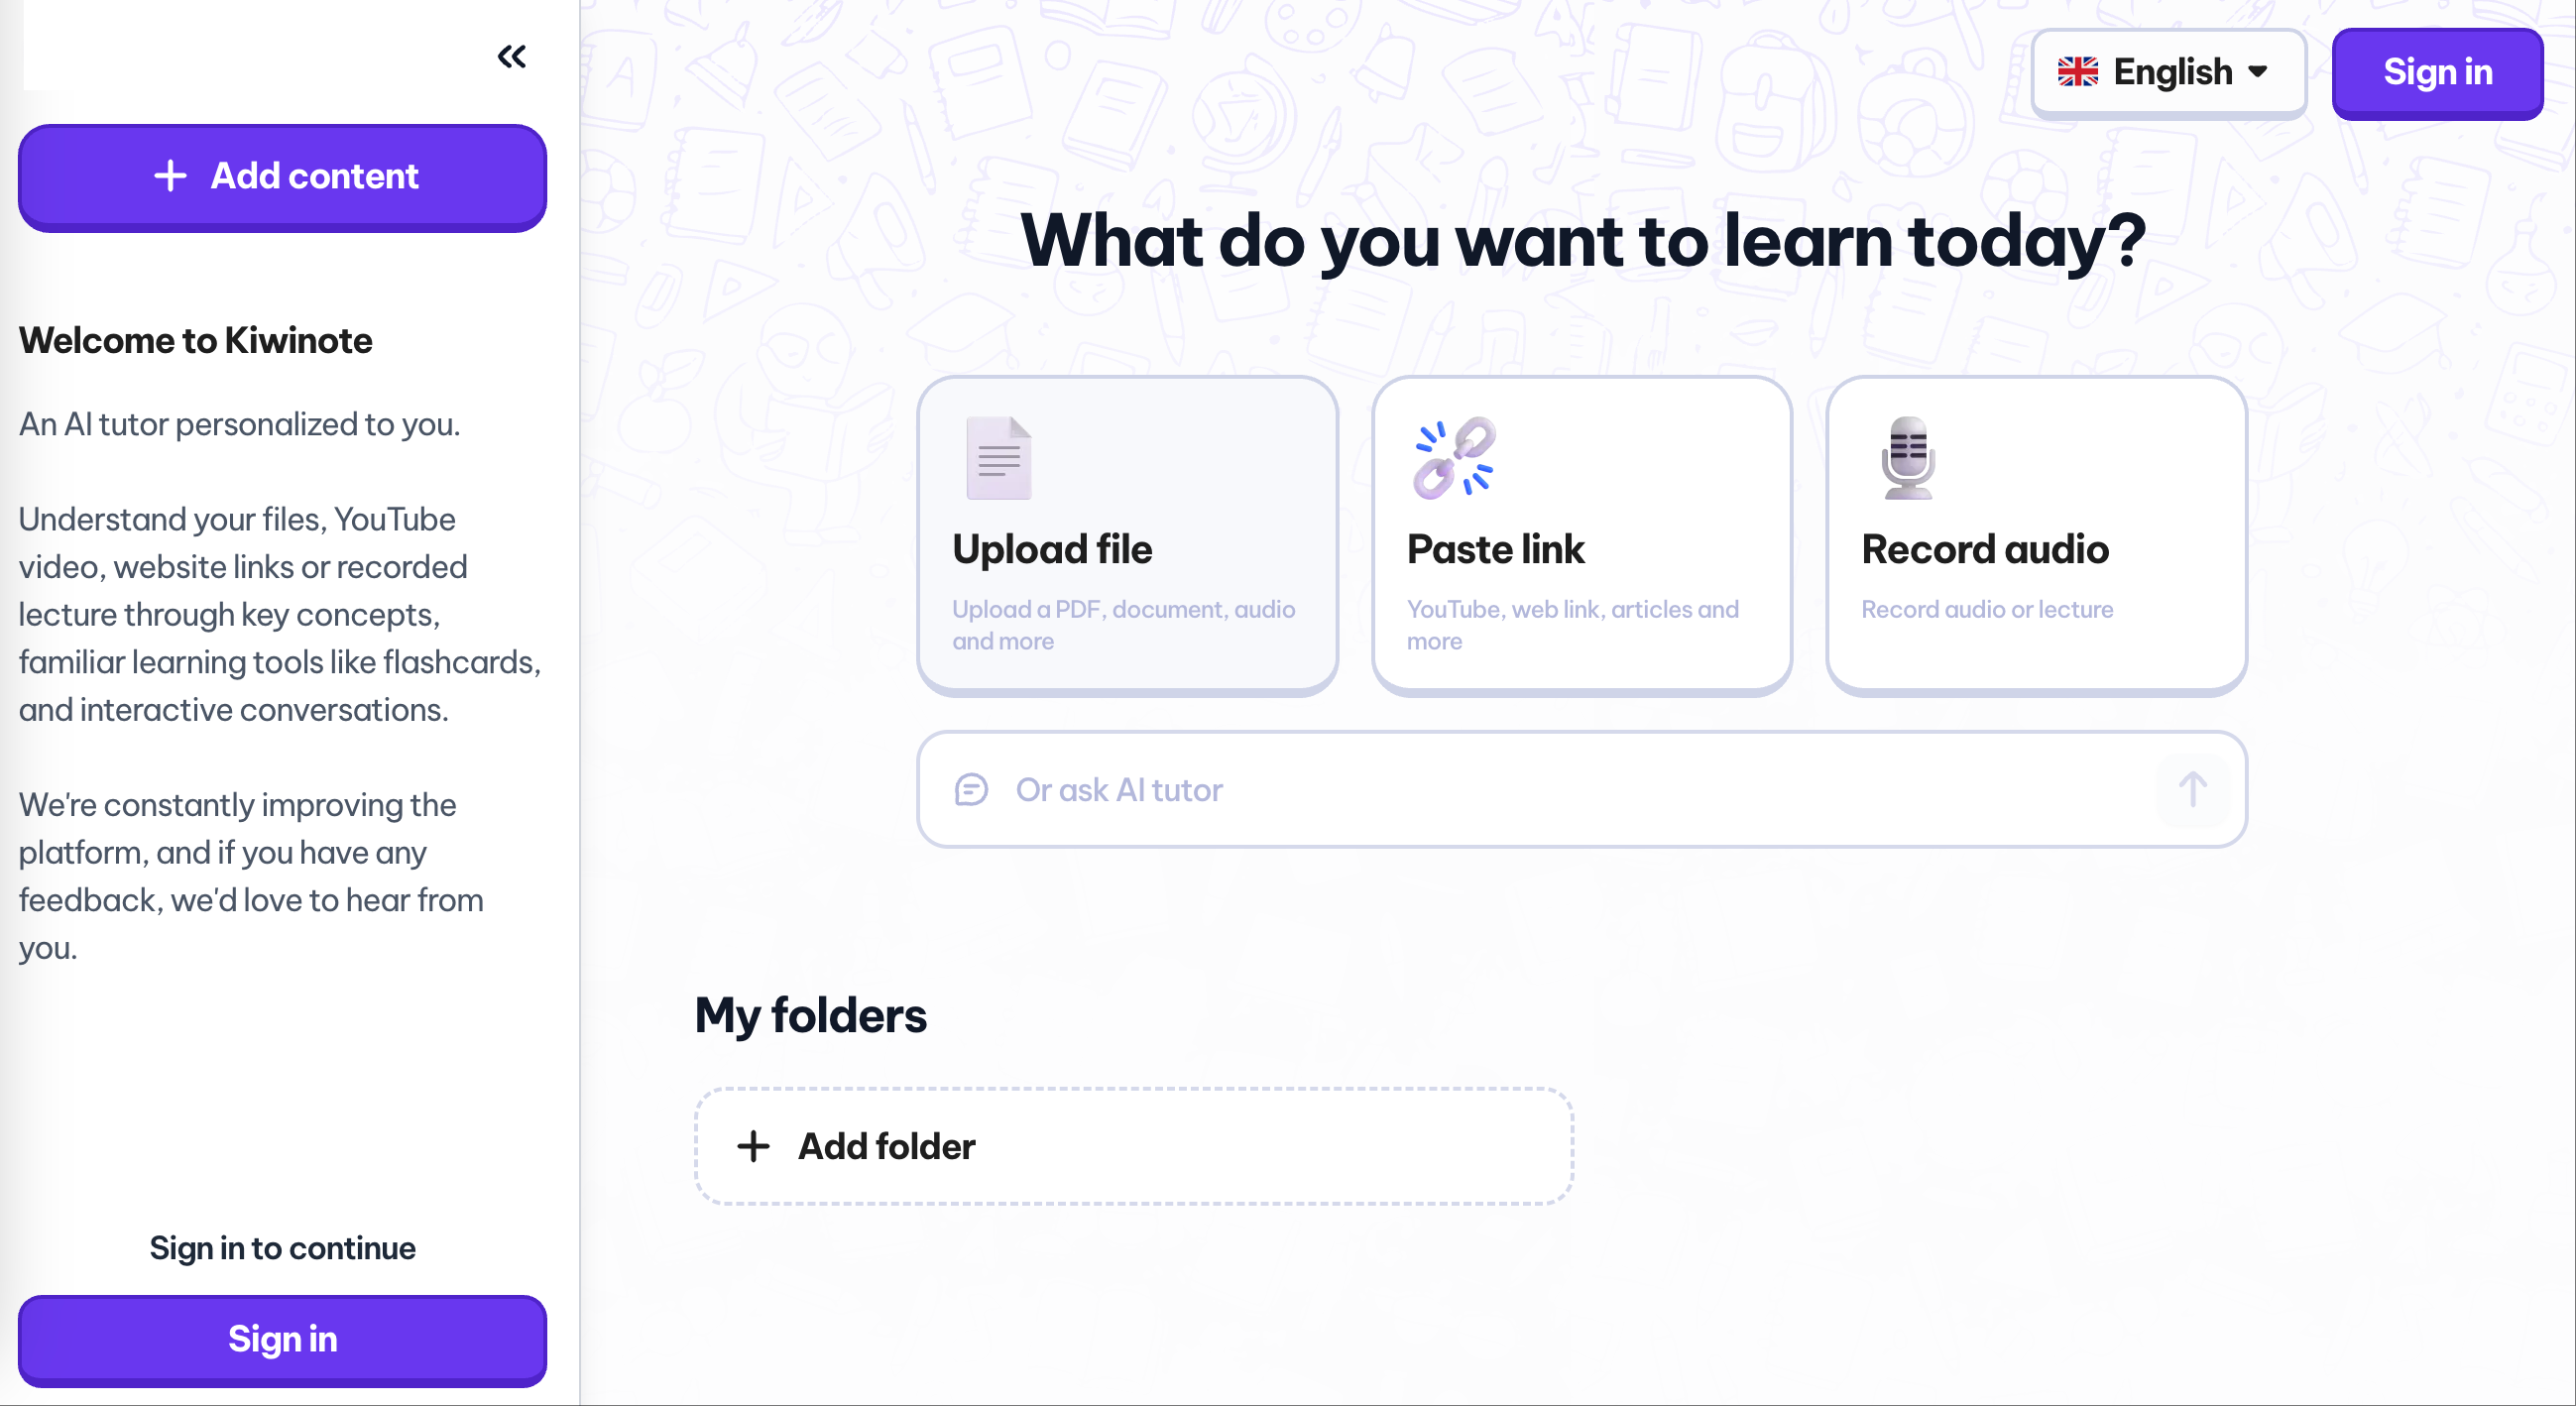 Add content
Welcome to Kiwinote
An AI tutor personalized to you.
Understand your files, YouTube
video, website links or recorded
lecture through key concepts,
familiar learning tools like flashcards,
and interactive conversations.
We're constantly improving the
platform, and if you have any
feedback, we'd love to hear from
you.
Sign in to continue
Sign in
English
Sign in
What do you want to learn today?
Upload file
Upload a PDF, document, audio
and more
Paste link
YouTube, web link, articles and
more
Record audio
Record audio or lecture
Or ask AI tutor
My folders
Add folder